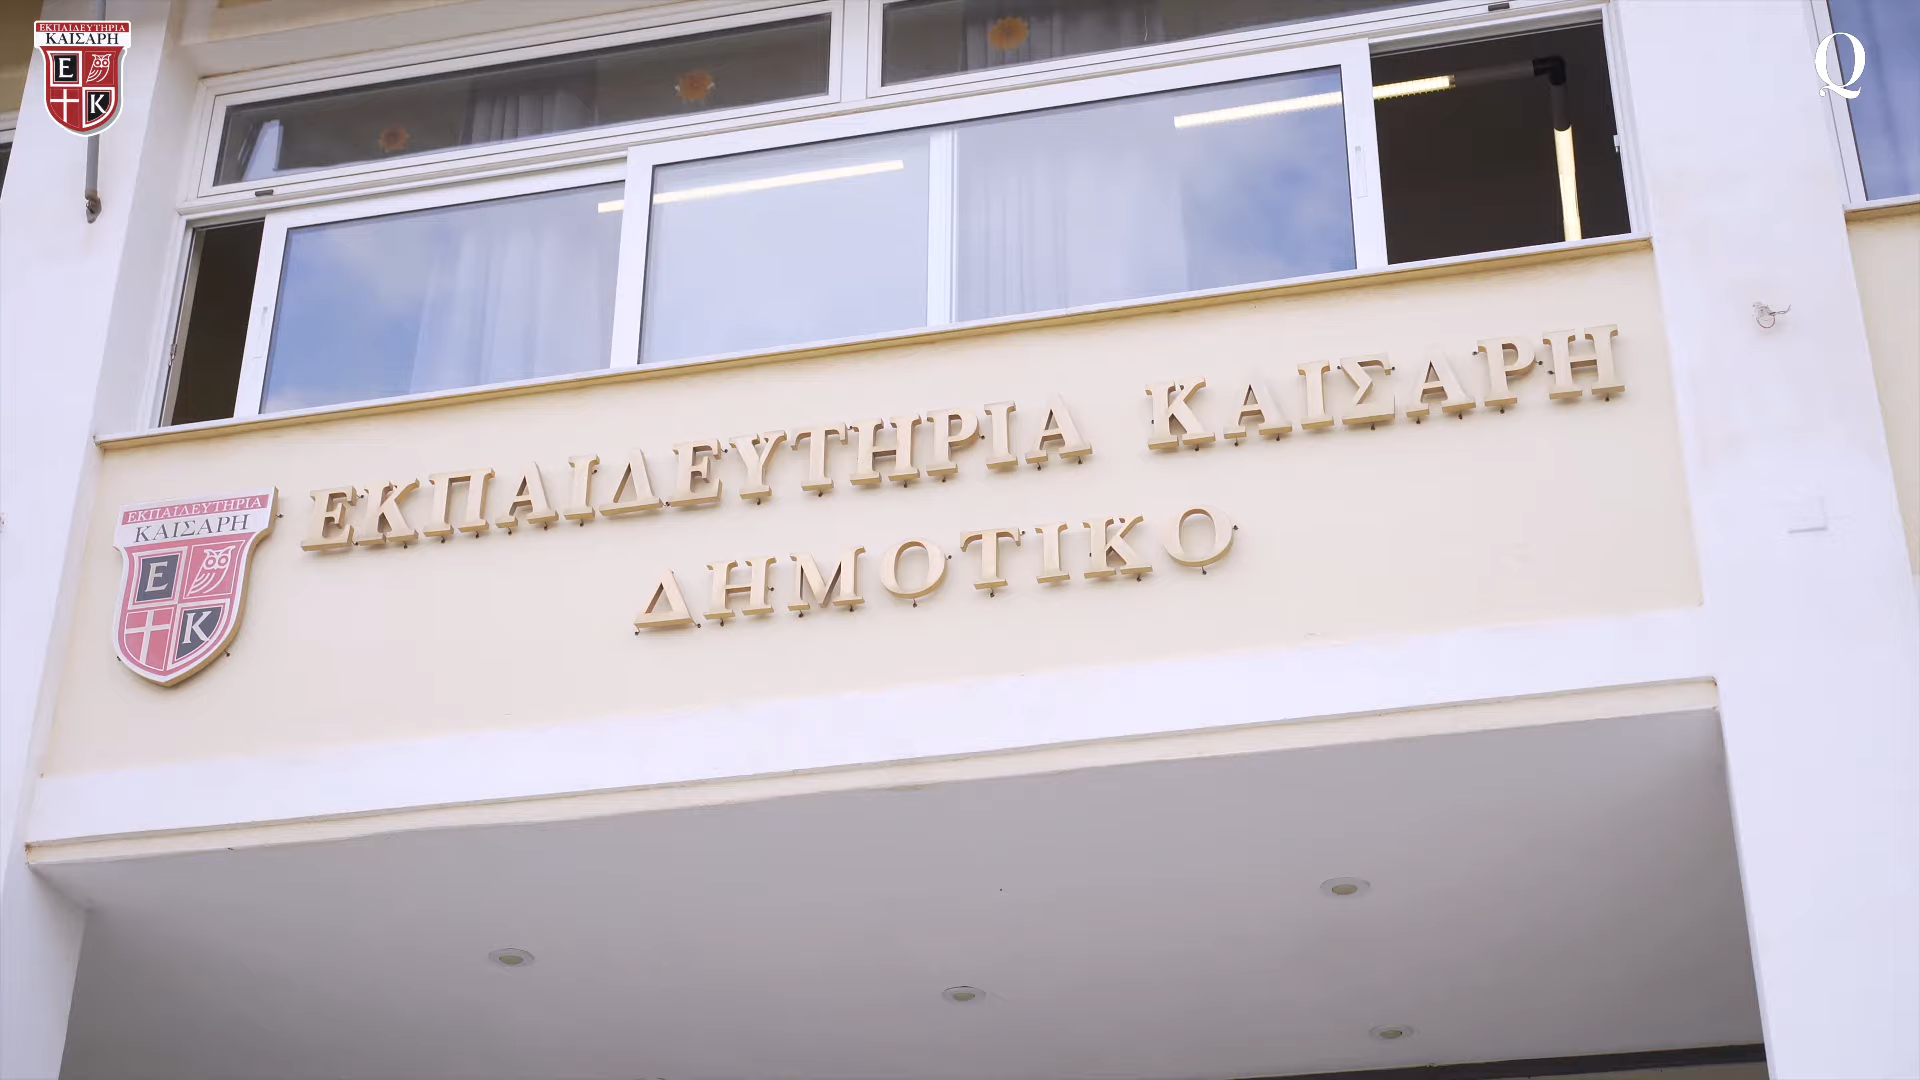 ΕΚΠΑΙΔΕΥΤΗΡΙΑ
ΚΑΙΣΑΡΗ
Ε
Κ
Q
ΕΚΠΑΙΔΕΥΤΗΡΙΑ ΚΑΙΣΑΡΗ
ΔΗΜΟΤΙΚΟ
ΕΚΠΑΙΔΕΥΤΗΡΙΑ
ΚΑΙΣΑΡΗ
Ε
Κ